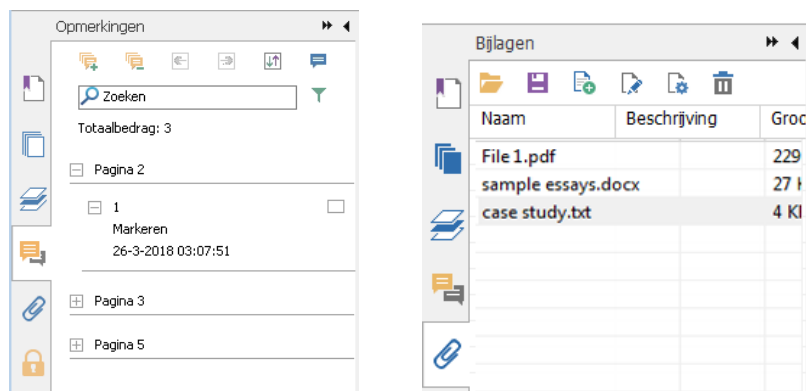 Opmerkingen
Zoeken
Totaalbedrag: 3
Pagina 2
1
Markeren
26-3-2018 03:07:51
Pagina 3
Pagina 5
Bijlagen
Naam Beschrijving Groo
File 1.pdf 229
sample essays.docx 27
case study.txt 4 K